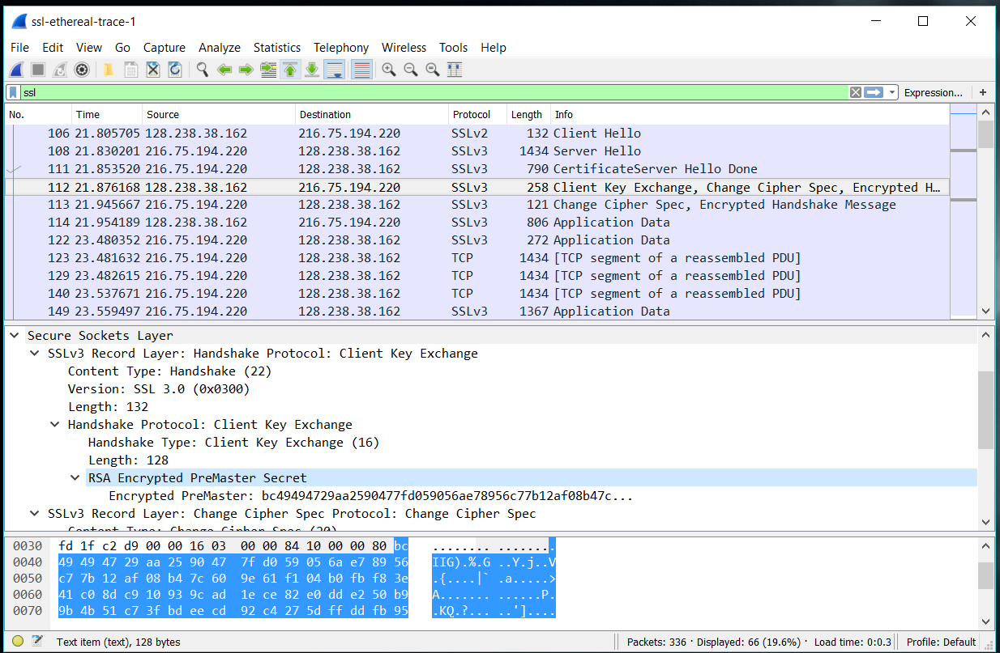 ssl-ethereal-trace-1
File Edit View Go Capture Analyze Statistics Telephony Wireless Tools Help
ssl Expression... +
No. Time Source Destination Protocol Length Info
106 21.805705 128.238.38.162 216.75.194.220 SSLv2 132 Client Hello
108 21.830201 216.75.194.220 128.238.38.162 SSLv3 1434 Server Hello
111 21.853520 216.75.194.220 128.238.38.162 SSLv3 790 CertificateServer Hello Done
112 21.876168 128.238.38.162 216.75.194.220 SSLv3 258 Client Key Exchange, Change Cipher Spec, Encrypted H…
113 21.945667 216.75.194.220 128.238.38.162 SSLv3 121 Change Cipher Spec, Encrypted Handshake Message
114 21.954189 128.238.38.162 216.75.194.220 SSLv3 806 Application Data
122 23.480352 216.75.194.220 128.238.38.162 SSLv3 272 Application Data
123 23.481632 216.75.194.220 128.238.38.162 TCP 1434 [TCP segment of a reassembled PDU]
129 23.482615 216.75.194.220 128.238.38.162 TCP 1434 [TCP segment of a reassembled PDU]
140 23.537671 216.75.194.220 128.238.38.162 TCP 1434 [TCP segment of a reassembled PDU]
149 23.559497 216.75.194.220 128.238.38.162 SSLv3 1367 Application Data
Secure Sockets Layer
SSLv3 Record Layer: Handshake Protocol: Client Key Exchange
Content Type: Handshake (22)
Version: SSL 3.0 (0x0300)
Length: 132
Handshake Protocol: Client Key Exchange
Handshake Type: Client Key Exchange (16)
Length: 128
RSA Encrypted PreMaster Secret
Encrypted PreMaster: bc49494729aa2590477fd059056ae78956c77b12af08b47c...
SSLv3 Record Layer: Change Cipher Spec Protocol: Change Cipher Spec
Content Type: Change Cipher Spec (20)
0030 fd 1f c2 d9 00 00 16 03 00 00 84 10 00 00 80 bc ........ ........
0040 49 49 47 29 aa 25 90 47 7f d0 59 05 6a e7 89 56 IIG).%.G ..Y.j..V
0050 c7 7b 12 af 08 b4 7c 60 9e 61 f1 04 b0 fb f8 3e .{....|` .a.....>
0060 41 c0 8d c9 10 93 9c ad 1e ce 82 e0 dd e2 50 b9 A....... ......P.
0070 9b 4b 51 c7 3f bd ee cd 92 c4 27 5d ff dd fb 95 .KQ.?... ..']....
Text item (text), 128 bytes Packets: 336 · Displayed: 66 (19.6%) · Load time: 0:0.3 Profile: Default